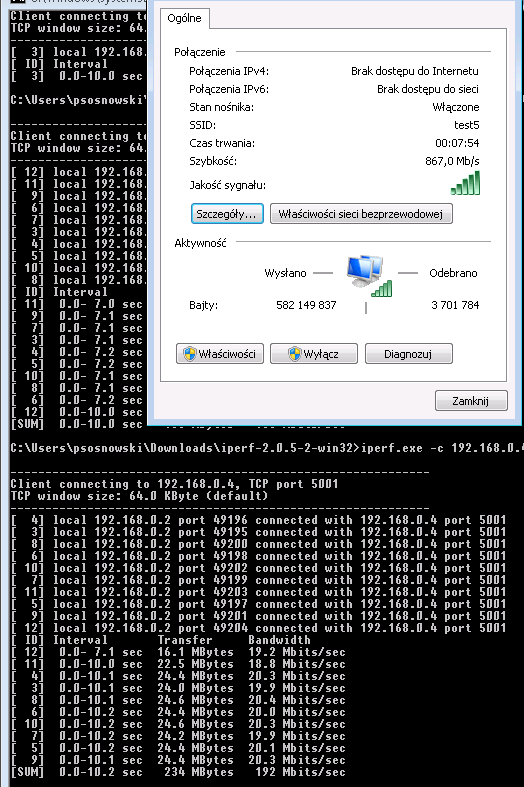 Ogólne
Połączenie
Połączenia IPv4: Brak dostępu do Internetu
Połączenia IPv6: Brak dostępu do sieci
Stan nośnika: Włączone
SSID: test5
Czas trwania: 00:07:54
Szybkość: 867,0 Mb/s
Jakość sygnału:
Szczegóły... Właściwości sieci bezprzewodowej
Aktywność
Wysłano Odebrano
Bajty: 582 149 837 3 701 784
Właściwości Wyłącz Diagnozuj
Zamknij
Client connecting to
TCP window size: 64.
[  3] local 192.168.
[ ID] Interval
[  3]  0.0-10.0 sec
C:\Users\psosnowski\
Client connecting to
TCP window size: 64.
[ 12] local 192.168.
[ 11] local 192.168.
[  9] local 192.168.
[  6] local 192.168.
[  7] local 192.168.
[  3] local 192.168.
[  4] local 192.168.
[  5] local 192.168.
[ 10] local 192.168.
[  8] local 192.168.
[ ID] Interval
[ 11]  0.0- 7.0 sec
[  9]  0.0- 7.1 sec
[  7]  0.0- 7.1 sec
[  3]  0.0- 7.1 sec
[  4]  0.0- 7.2 sec
[  5]  0.0- 7.2 sec
[ 10]  0.0- 7.1 sec
[  8]  0.0- 7.1 sec
[  6]  0.0- 7.2 sec
[ 12]  0.0-10.0 sec
[SUM]  0.0-10.0 sec
C:\Users\psosnowski\Downloads\iperf-2.0.5-2-win32>iperf.exe -c 192.168.0.4
------------------------------------------------------------
Client connecting to 192.168.0.4, TCP port 5001
TCP window size: 64.0 KByte (default)
------------------------------------------------------------
[  4] local 192.168.0.2 port 49196 connected with 192.168.0.4 port 5001
[  3] local 192.168.0.2 port 49195 connected with 192.168.0.4 port 5001
[  8] local 192.168.0.2 port 49200 connected with 192.168.0.4 port 5001
[  6] local 192.168.0.2 port 49198 connected with 192.168.0.4 port 5001
[ 10] local 192.168.0.2 port 49202 connected with 192.168.0.4 port 5001
[  7] local 192.168.0.2 port 49199 connected with 192.168.0.4 port 5001
[ 11] local 192.168.0.2 port 49203 connected with 192.168.0.4 port 5001
[  5] local 192.168.0.2 port 49197 connected with 192.168.0.4 port 5001
[  9] local 192.168.0.2 port 49201 connected with 192.168.0.4 port 5001
[ 12] local 192.168.0.2 port 49204 connected with 192.168.0.4 port 5001
[ ID] Interval       Transfer     Bandwidth
[ 12]  0.0- 7.1 sec  16.1 MBytes  19.2 Mbits/sec
[ 11]  0.0-10.0 sec  22.5 MBytes  18.8 Mbits/sec
[  4]  0.0-10.1 sec  24.4 MBytes  20.3 Mbits/sec
[  3]  0.0-10.1 sec  24.0 MBytes  19.9 Mbits/sec
[  8]  0.0-10.1 sec  24.6 MBytes  20.4 Mbits/sec
[  6]  0.0-10.2 sec  24.4 MBytes  20.0 Mbits/sec
[ 10]  0.0-10.2 sec  24.6 MBytes  20.3 Mbits/sec
[  7]  0.0-10.2 sec  24.2 MBytes  19.9 Mbits/sec
[  5]  0.0-10.2 sec  24.4 MBytes  20.1 Mbits/sec
[  9]  0.0-10.1 sec  24.4 MBytes  20.3 Mbits/sec
[SUM]  0.0-10.2 sec   234 MBytes   192 Mbits/sec